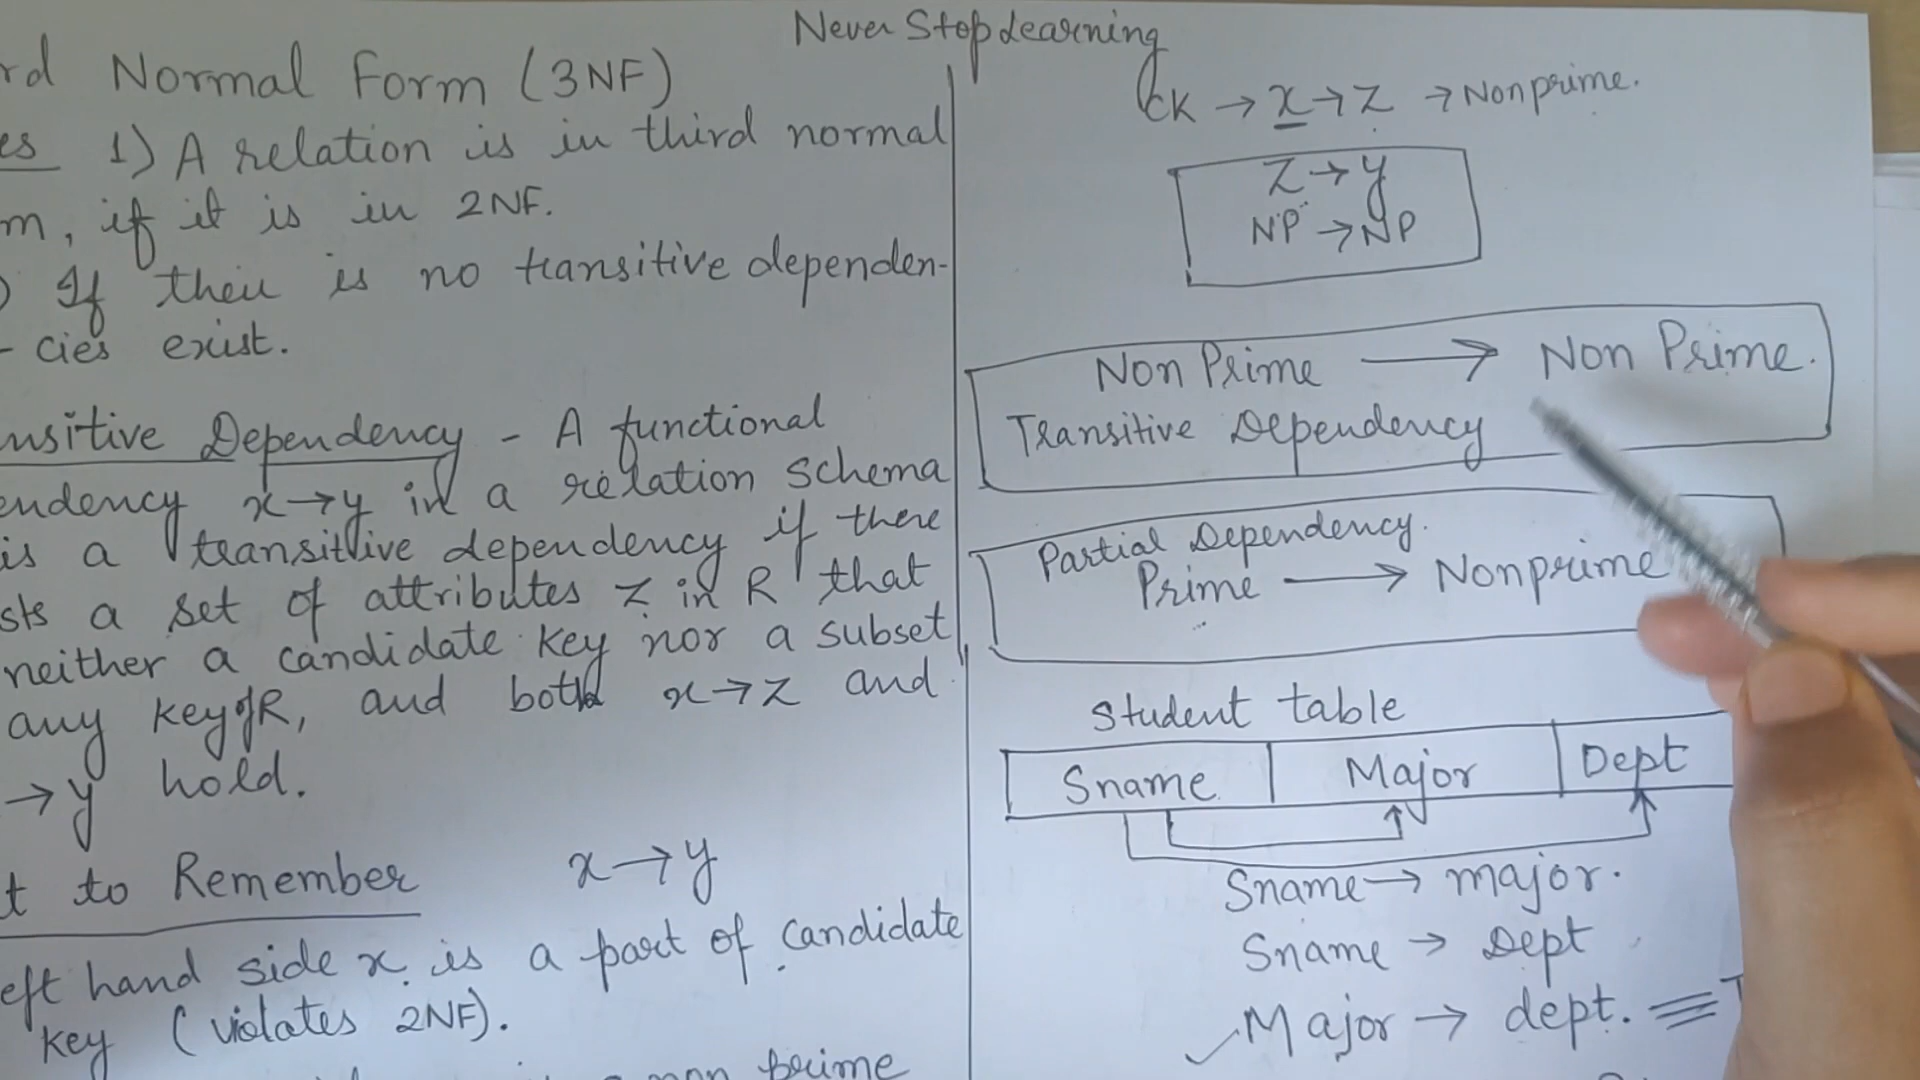 Never Stop Learning
rd Normal Form (3NF)
es 1) A relation is in third normal
m, if it is in 2NF.
) If their is no transitive dependen-
- cies exist.
nsitive Dependency - A functional
endency x→y in a relation schema
is a transitive dependency if there
sts a set of attributes Z in R that
neither a candidate key nor a subset
any key of R, and both x→z and
→y hold.
t to Remember x→y
eft hand side x is a part of candidate
key (violates 2NF).
non prime
CK → x → Z → Nonprime.
Z → y
NP → NP
Non Prime → Non Prime.
Transitive Dependency
Partial Dependency.
Prime → Nonprime
Student table
Sname Major Dept
Sname → major.
Sname → Dept
✓ Major → dept. = T